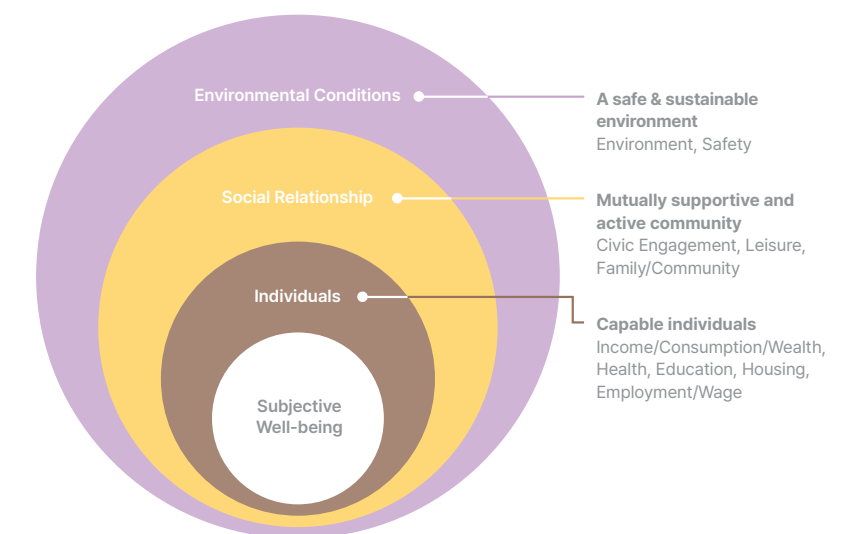 Environmental Conditions
A safe & sustainable
environment
Environment, Safety
Social Relationship
Mutually supportive and
active community
Civic Engagement, Leisure,
Family/Community
Individuals
Capable individuals
Income/Consumption/Wealth,
Health, Education, Housing,
Employment/Wage
Subjective
Well-being